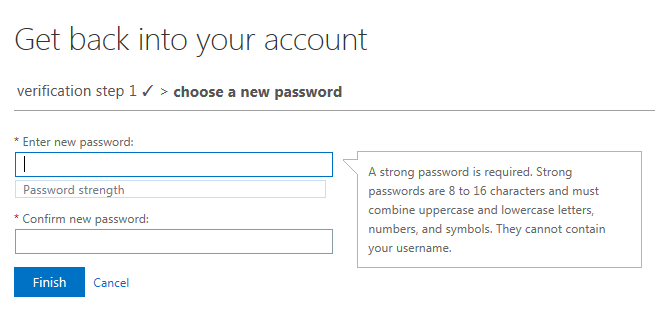 Get back into your account
verification step 1 ✓ > choose a new password
* Enter new password:
Password strength
* Confirm new password:
Finish Cancel
A strong password is required. Strong
passwords are 8 to 16 characters and must
combine uppercase and lowercase letters,
numbers, and symbols. They cannot contain
your username.